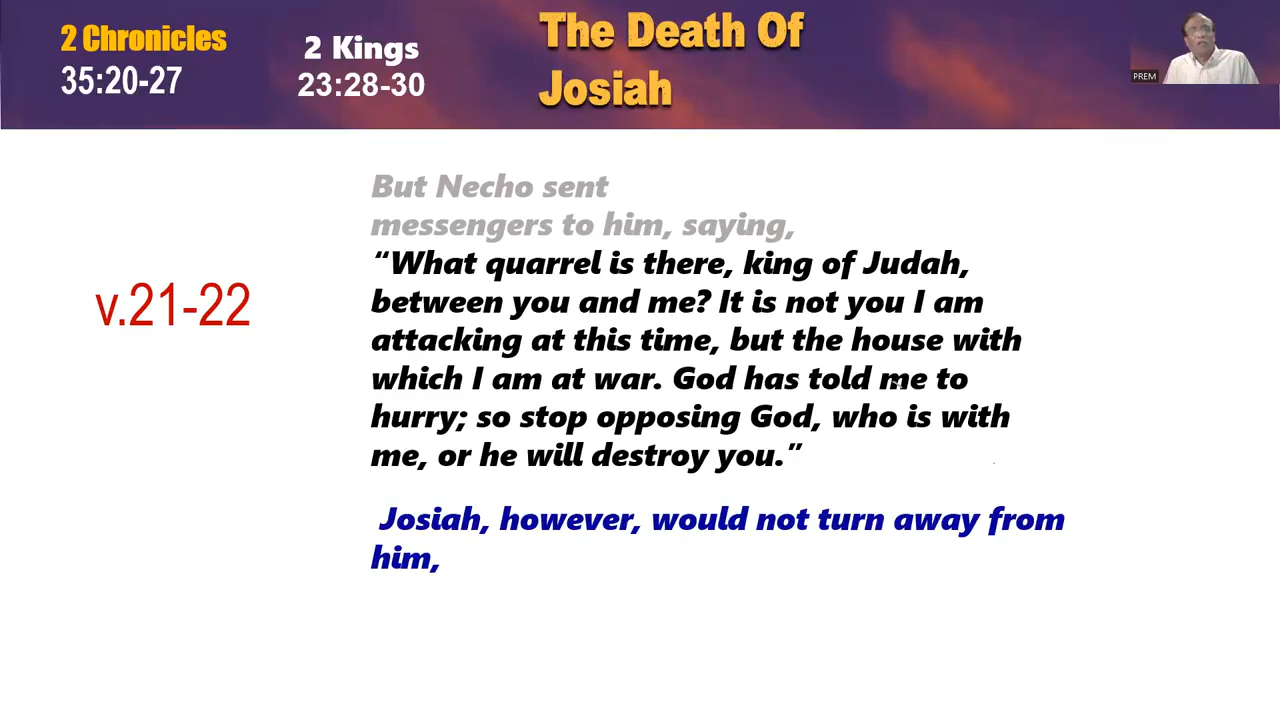 2 Chronicles
35:20-27
2 Kings
23:28-30
The Death Of
Josiah
PREM
v.21-22
But Necho sent
messengers to him, saying,
“What quarrel is there, king of Judah,
between you and me? It is not you I am
attacking at this time, but the house with
which I am at war. God has told me to
hurry; so stop opposing God, who is with
me, or he will destroy you.”
Josiah, however, would not turn away from
him,